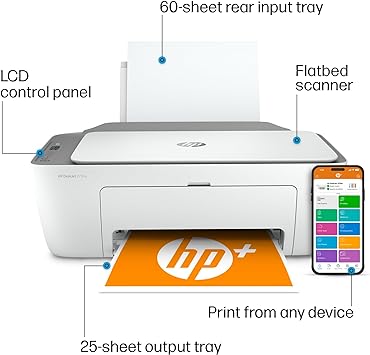 60-sheet rear input tray
LCD
control panel
Flatbed
scanner
hp
hp+
Print from any device
25-sheet output tray